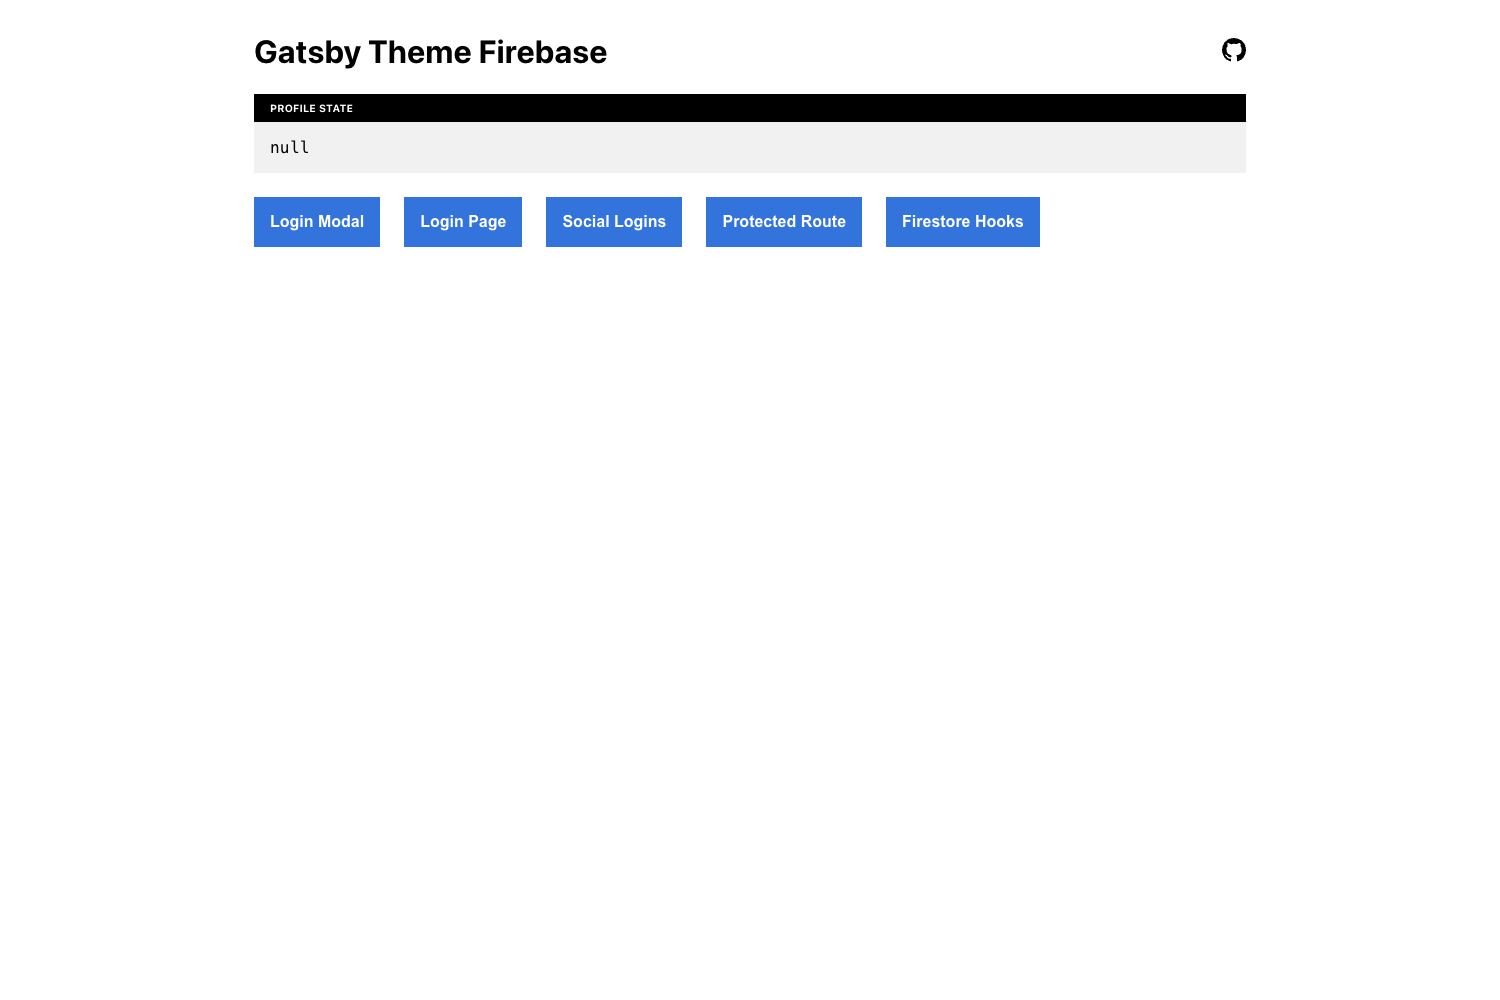 Gatsby Theme Firebase
PROFILE STATE
null
Login Modal
Login Page
Social Logins
Protected Route
Firestore Hooks